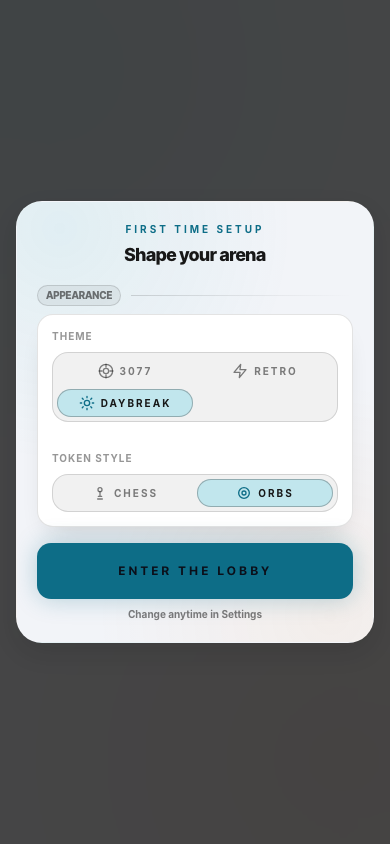 FIRST TIME SETUP
Shape your arena
APPEARANCE
THEME
3077 RETRO
DAYBREAK
TOKEN STYLE
CHESS ORBS
ENTER THE LOBBY
Change anytime in Settings